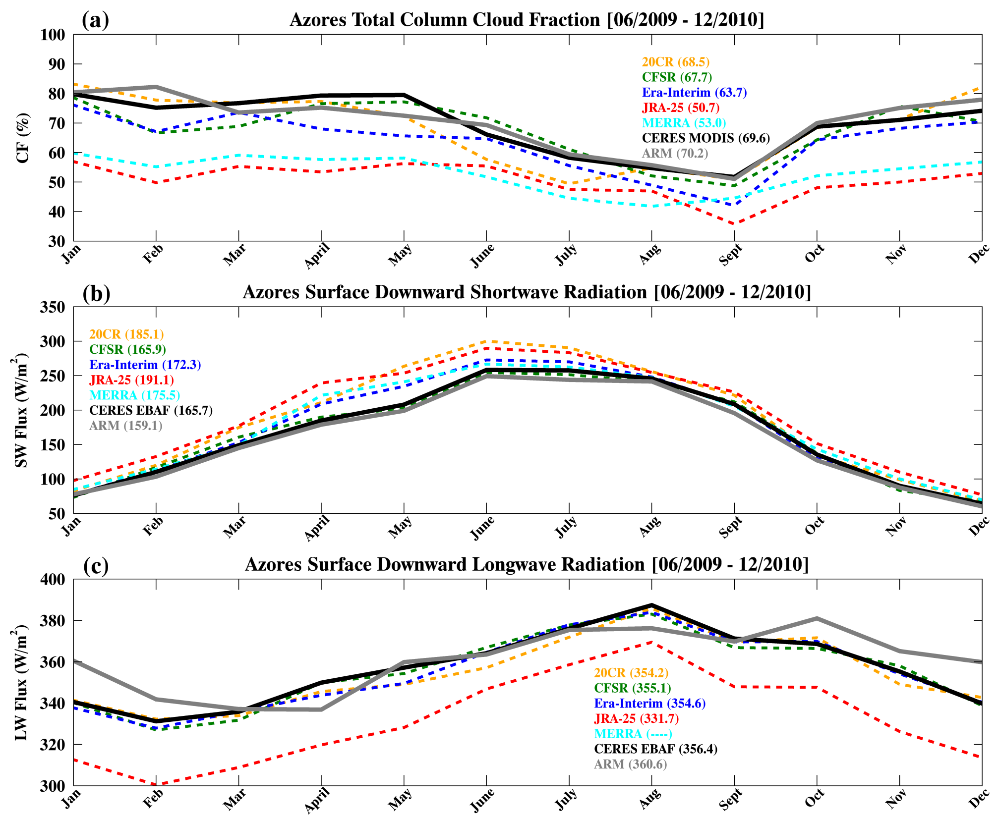 (a)
Azores Total Column Cloud Fraction [06/2009 - 12/2010]
100
90
80
70
60
50
40
30
CF (%)
20CR (68.5)
CFSR (67.7)
Era-Interim (63.7)
JRA-25 (50.7)
MERRA (53.0)
CERES MODIS (69.6)
ARM (70.2)
Jan Feb Mar April May June July Aug Sept Oct Nov Dec
(b)
Azores Surface Downward Shortwave Radiation [06/2009 - 12/2010]
350
300
250
200
150
100
50
SW Flux (W/m²)
20CR (185.1)
CFSR (165.9)
Era-Interim (172.3)
JRA-25 (191.1)
MERRA (175.5)
CERES EBAF (165.7)
ARM (159.1)
Jan Feb Mar April May June July Aug Sept Oct Nov Dec
(c)
Azores Surface Downward Longwave Radiation [06/2009 - 12/2010]
400
380
360
340
320
300
LW Flux (W/m²)
20CR (354.2)
CFSR (355.1)
Era-Interim (354.6)
JRA-25 (331.7)
MERRA (----)
CERES EBAF (356.4)
ARM (360.6)
Jan Feb Mar April May June July Aug Sept Oct Nov Dec